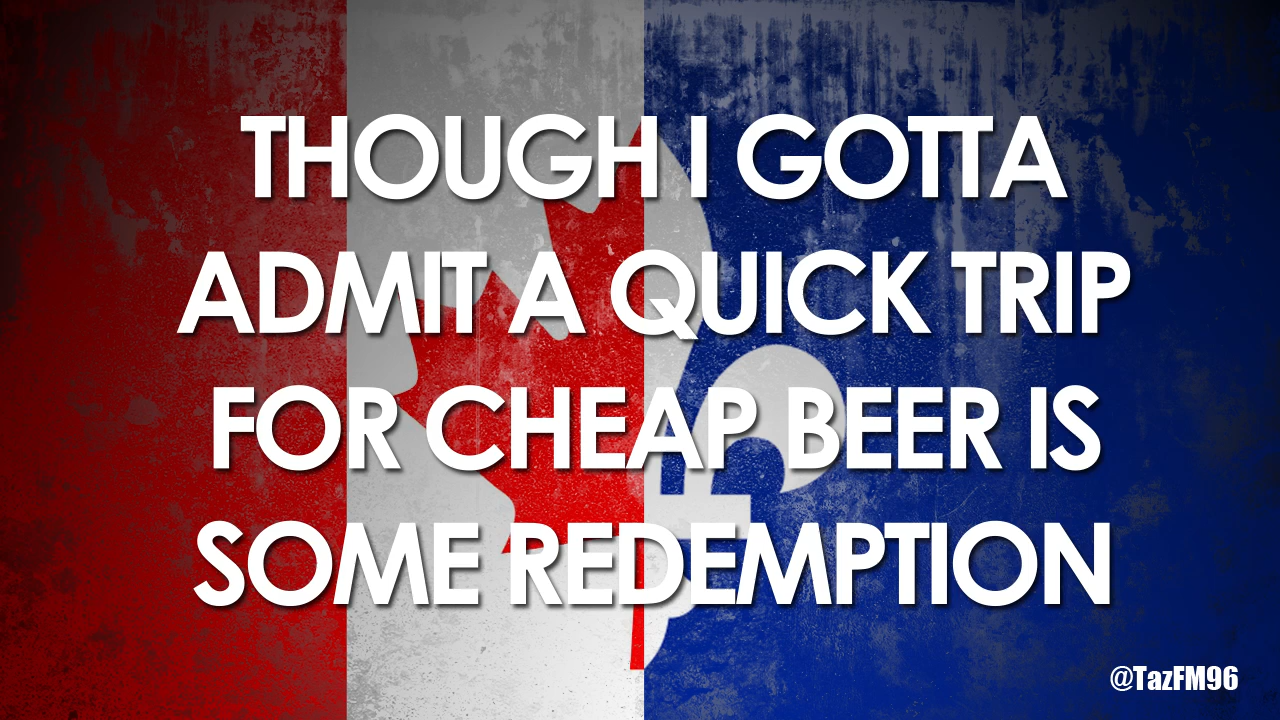 THOUGH I GOTTA
ADMIT A QUICK TRIP
FOR CHEAP BEER IS
SOME REDEMPTION
@TazFM96